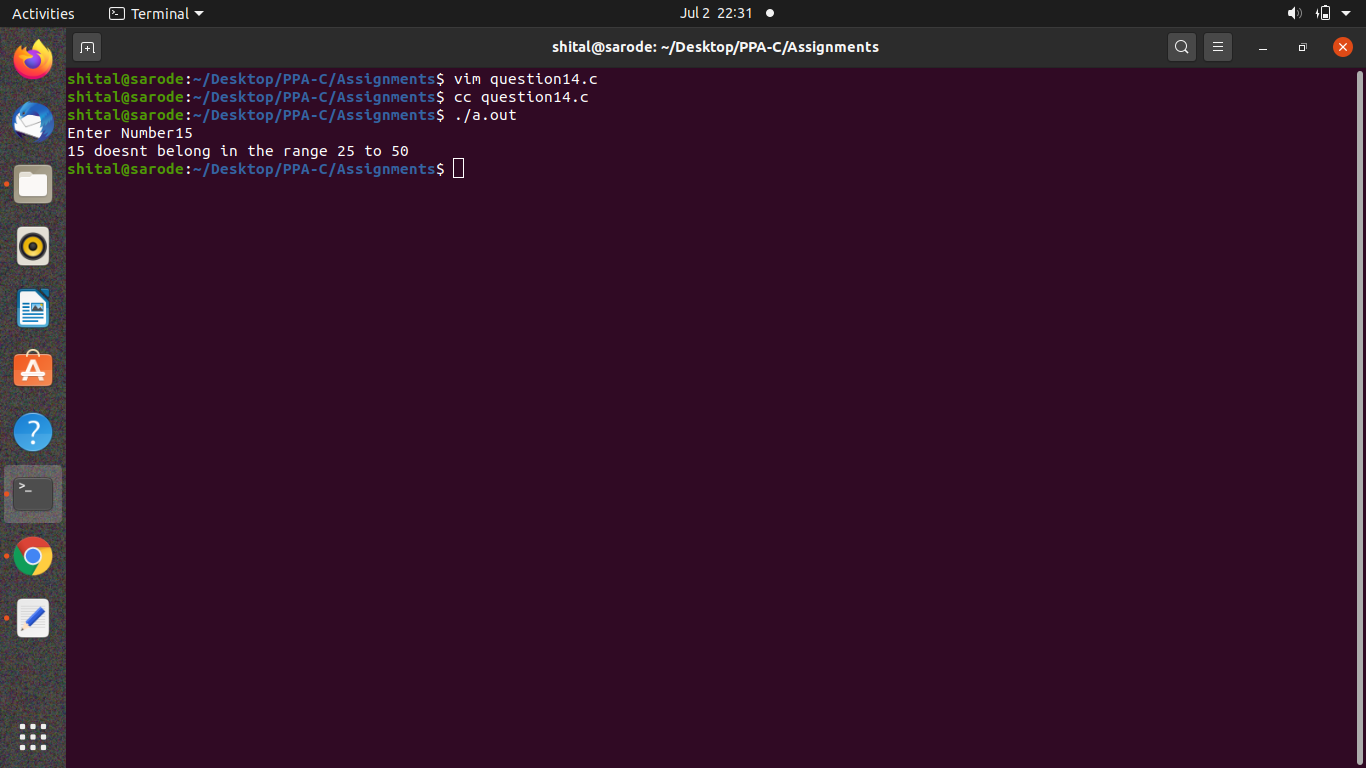 Activities Terminal Jul 2 22:31
shital@sarode: ~/Desktop/PPA-C/Assignments
shital@sarode:~/Desktop/PPA-C/Assignments$ vim question14.c
shital@sarode:~/Desktop/PPA-C/Assignments$ cc question14.c
shital@sarode:~/Desktop/PPA-C/Assignments$ ./a.out
Enter Number15
15 doesnt belong in the range 25 to 50
shital@sarode:~/Desktop/PPA-C/Assignments$